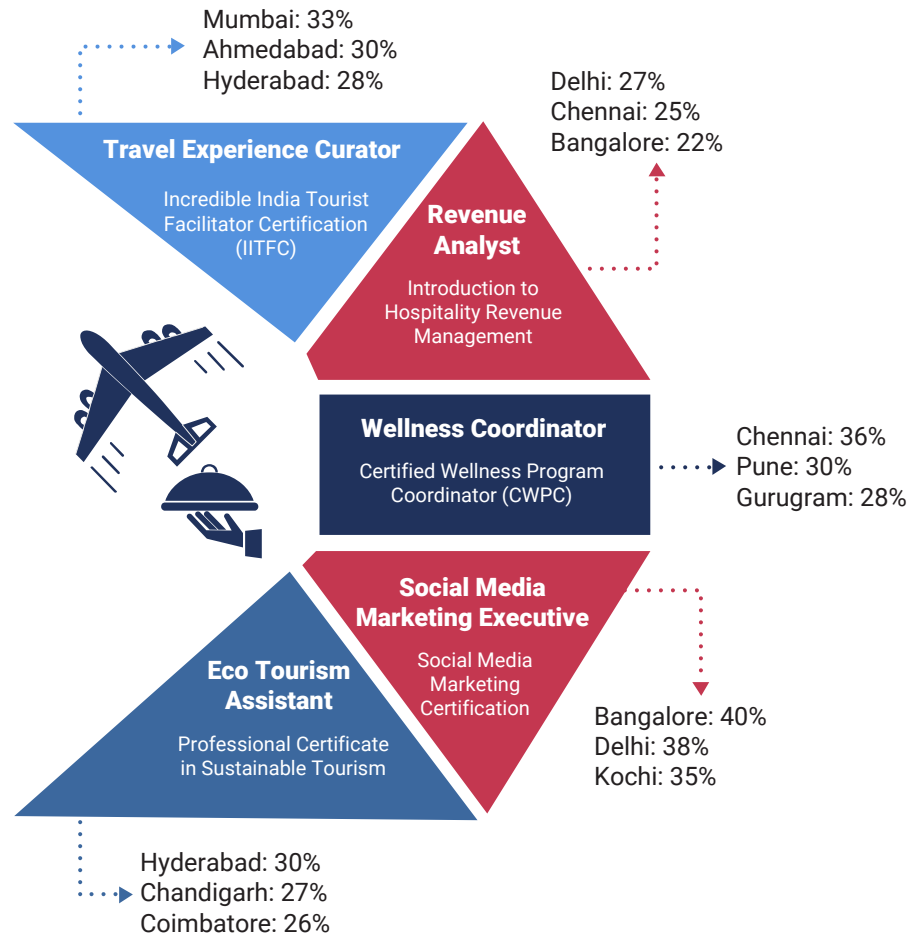 Mumbai: 33%
Ahmedabad: 30%
Hyderabad: 28%
Travel Experience Curator
Incredible India Tourist
Facilitator Certification
(IITFC)
Delhi: 27%
Chennai: 25%
Bangalore: 22%
Revenue
Analyst
Introduction to
Hospitality Revenue
Management
Wellness Coordinator
Certified Wellness Program
Coordinator (CWPC)
Chennai: 36%
Pune: 30%
Gurugram: 28%
Social Media
Marketing Executive
Social Media
Marketing
Certification
Bangalore: 40%
Delhi: 38%
Kochi: 35%
Eco Tourism
Assistant
Professional Certificate
in Sustainable Tourism
Hyderabad: 30%
Chandigarh: 27%
Coimbatore: 26%